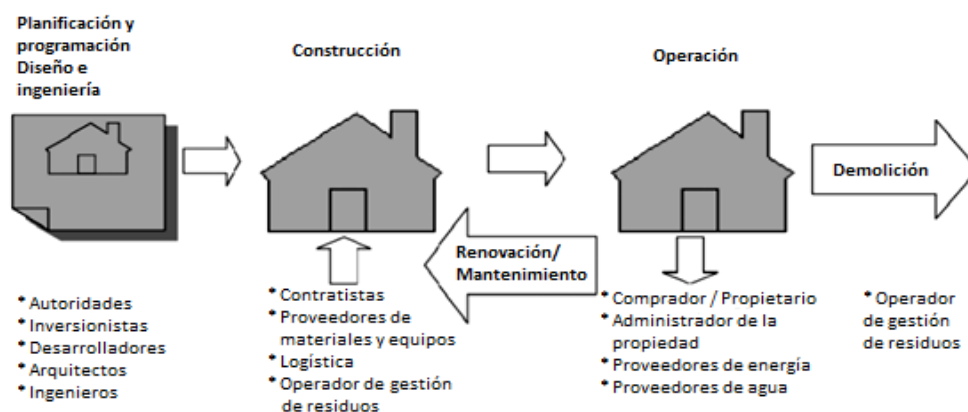 Planificación y
programación
Diseño e
ingeniería
Construcción
Operación
Demolición
Renovación/
Mantenimiento
* Autoridades
* Inversionistas
* Desarrolladores
* Arquitectos
* Ingenieros
* Contratistas
* Proveedores de
materiales y equipos
* Logística
* Operador de gestión
de residuos
* Comprador / Propietario
* Administrador de la
propiedad
* Proveedores de energía
* Proveedores de agua
* Operador
de gestión
de residuos